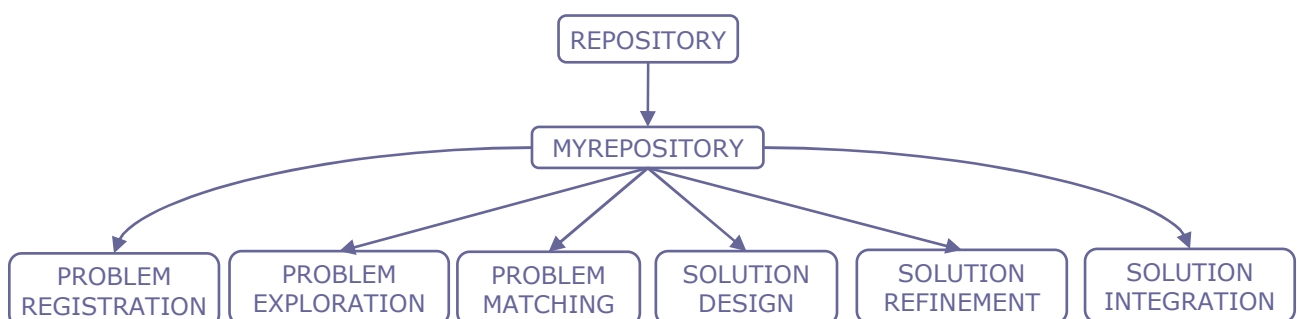 REPOSITORY
MYREPOSITORY
PROBLEM
REGISTRATION
PROBLEM
EXPLORATION
PROBLEM
MATCHING
SOLUTION
DESIGN
SOLUTION
REFINEMENT
SOLUTION
INTEGRATION